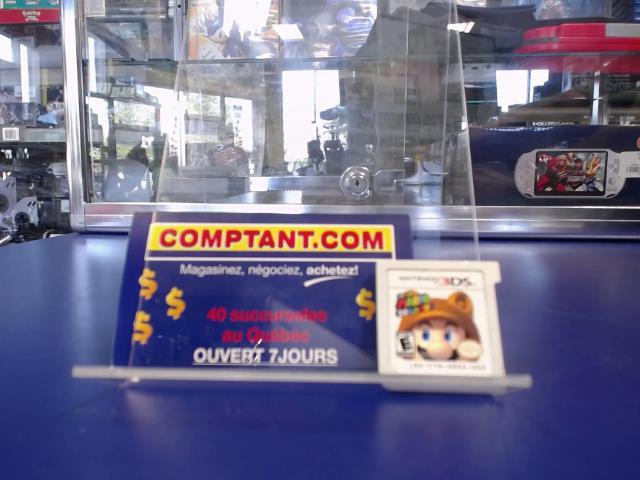 COMPTANT.COM
Magasinez, négociez, achetez!
40 succursales
au Québec
OUVERT 7JOURS
NINTENDO 3DS
E